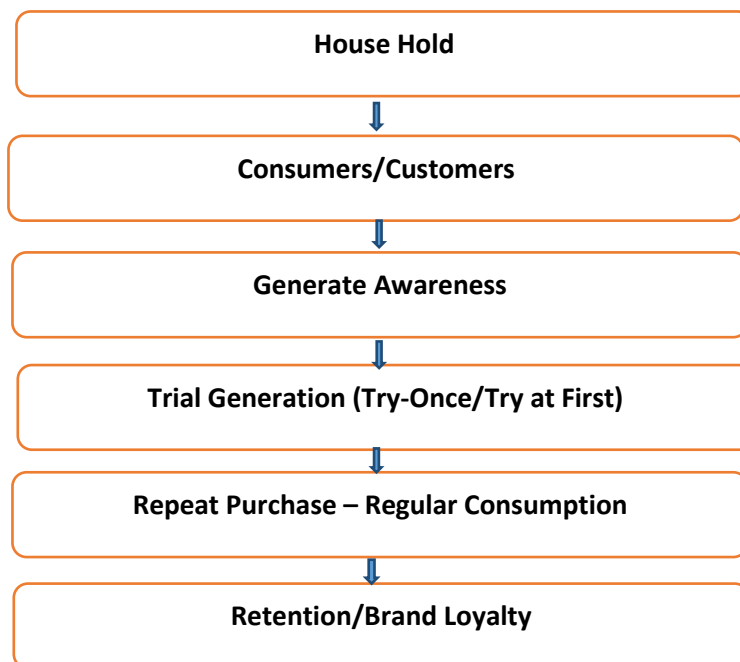 House Hold
Consumers/Customers
Generate Awareness
Trial Generation (Try-Once/Try at First)
Repeat Purchase – Regular Consumption
Retention/Brand Loyalty